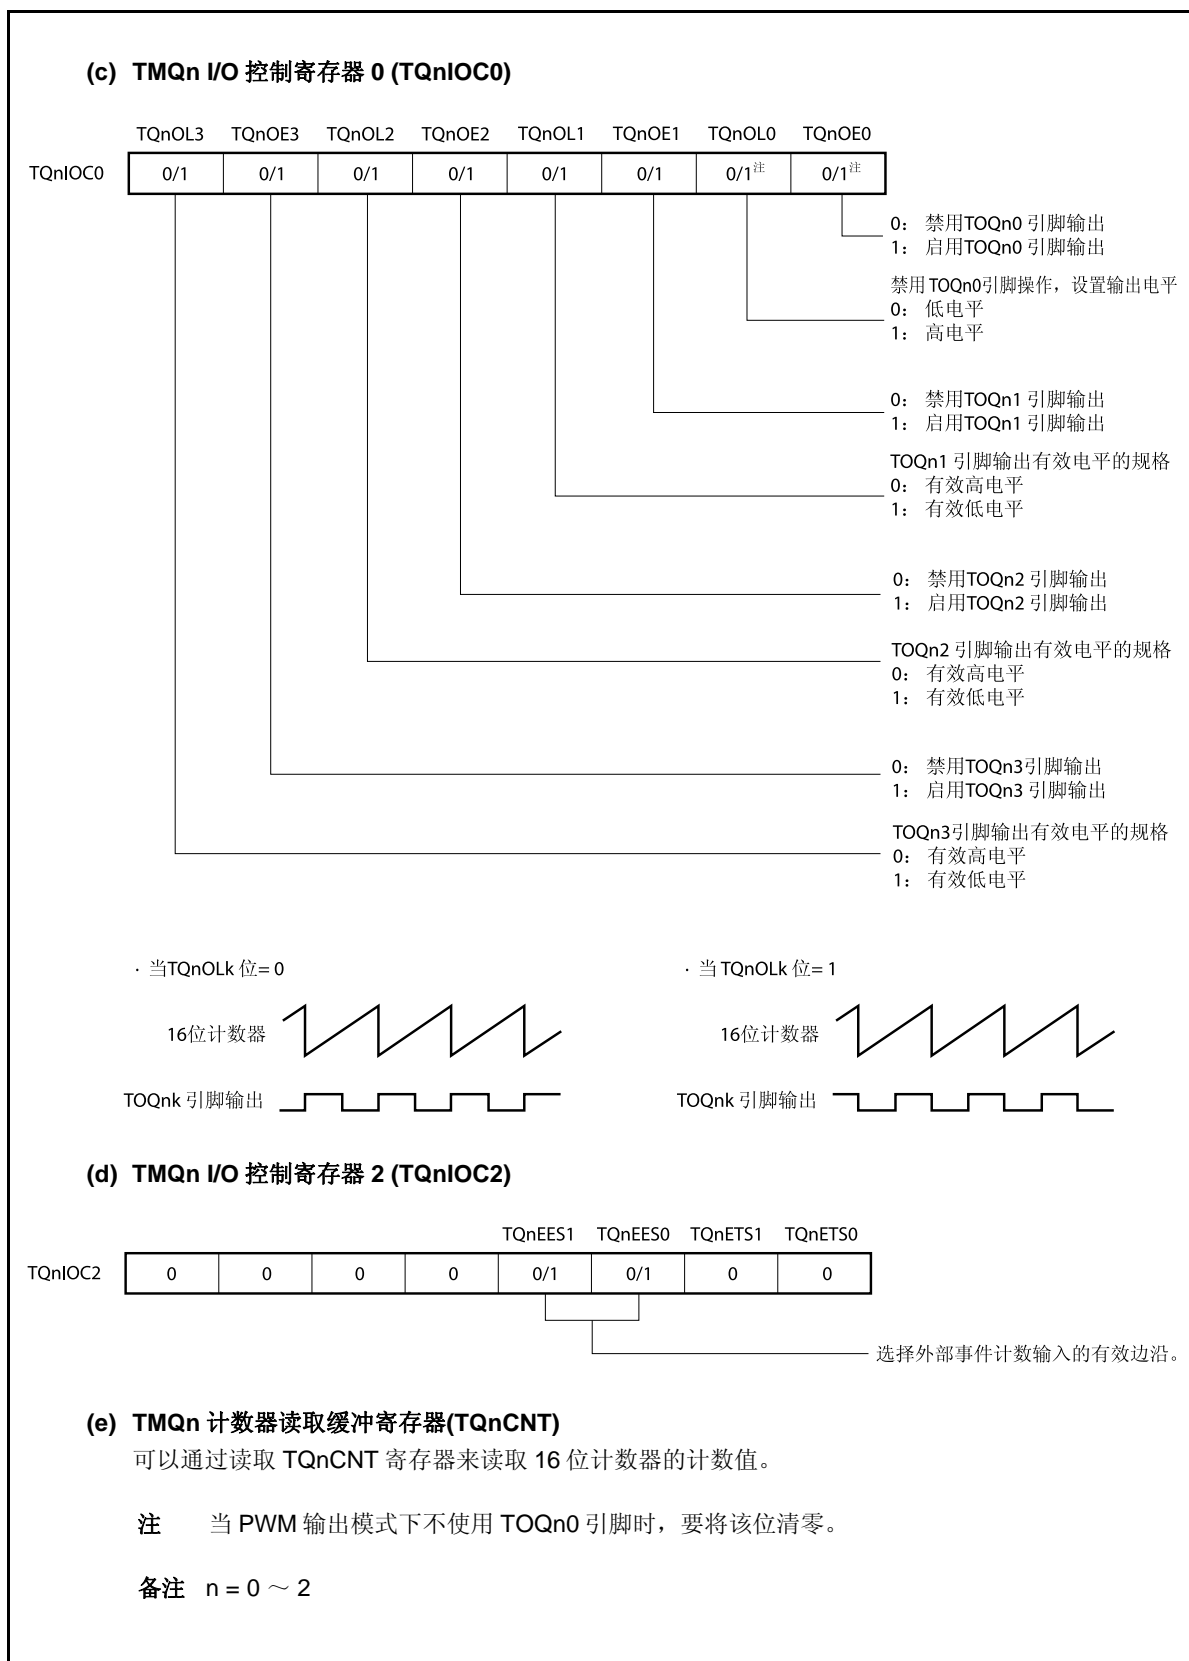 (c) TMQn I/O 控制寄存器 0 (TQnIOC0)
TQnOL3 TQnOE3 TQnOL2 TQnOE2 TQnOL1 TQnOE1 TQnOL0 TQnOE0
TQnIOC0 0/1 0/1 0/1 0/1 0/1 0/1 0/1注 0/1注
0： 禁用TOQn0 引脚输出
1： 启用TOQn0 引脚输出
禁用 TOQn0引脚操作，设置输出电平
0： 低电平
1： 高电平
0： 禁用TOQn1 引脚输出
1： 启用TOQn1 引脚输出
TOQn1 引脚输出有效电平的规格
0： 有效高电平
1： 有效低电平
0： 禁用TOQn2 引脚输出
1： 启用TOQn2 引脚输出
TOQn2 引脚输出有效电平的规格
0： 有效高电平
1： 有效低电平
0： 禁用TOQn3引脚输出
1： 启用TOQn3 引脚输出
TOQn3引脚输出有效电平的规格
0： 有效高电平
1： 有效低电平
· 当TQnOLk 位= 0
16位计数器
TOQnk 引脚输出
· 当 TQnOLk 位= 1
16位计数器
TOQnk 引脚输出
(d) TMQn I/O 控制寄存器 2 (TQnIOC2)
TQnEES1 TQnEES0 TQnETS1 TQnETS0
TQnIOC2 0 0 0 0 0/1 0/1 0 0
选择外部事件计数输入的有效边沿。
(e) TMQn 计数器读取缓冲寄存器(TQnCNT)
可以通过读取 TQnCNT 寄存器来读取 16 位计数器的计数值。
注 当 PWM 输出模式下不使用 TOQn0 引脚时，要将该位清零。
备注 n = 0 ～ 2